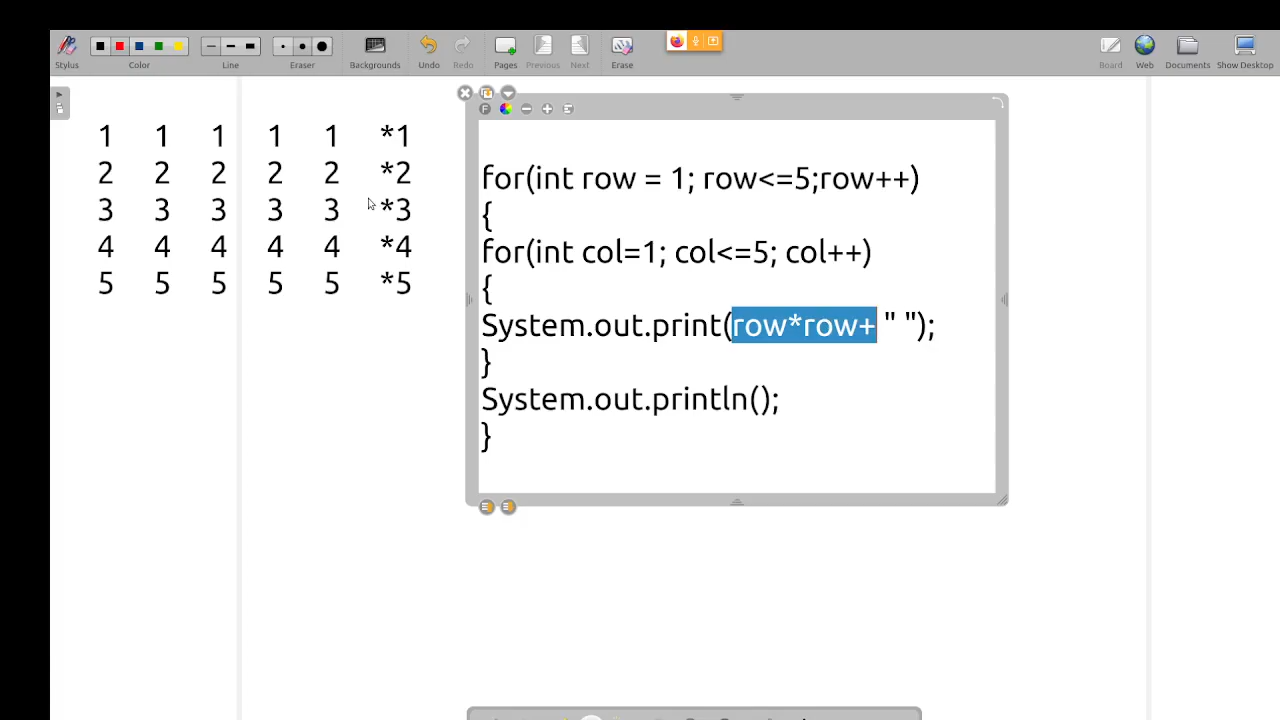 Stylus Color Line Eraser Backgrounds Undo Redo Pages Previous Next Erase Board Web Documents Show Desktop
1 1 1 1 1 *1
2 2 2 2 2 *2
3 3 3 3 3 *3
4 4 4 4 4 *4
5 5 5 5 5 *5
F
for(int row = 1; row<=5;row++)
{
for(int col=1; col<=5; col++)
{
System.out.print(row*row+ " ");
}
System.out.println();
}